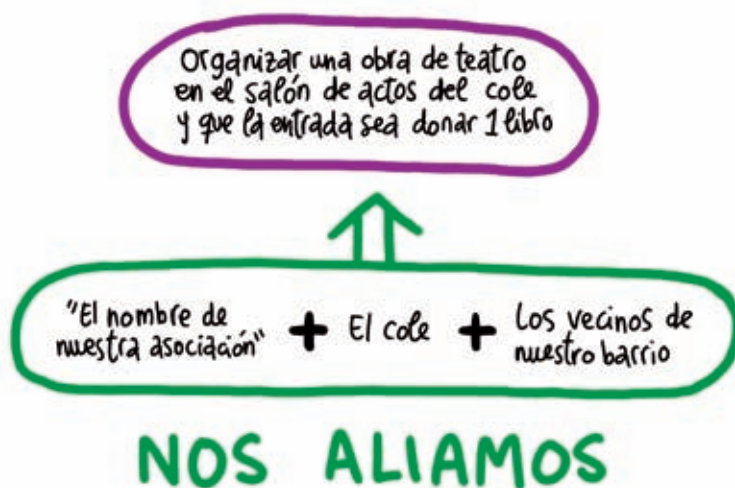 Organizar una obra de teatro
en el salón de actos del cole
y que la entrada sea donar 1 libro
"El nombre de
nuestra asociación" + El cole + Los vecinos de
nuestro barrio
NOS ALIAMOS